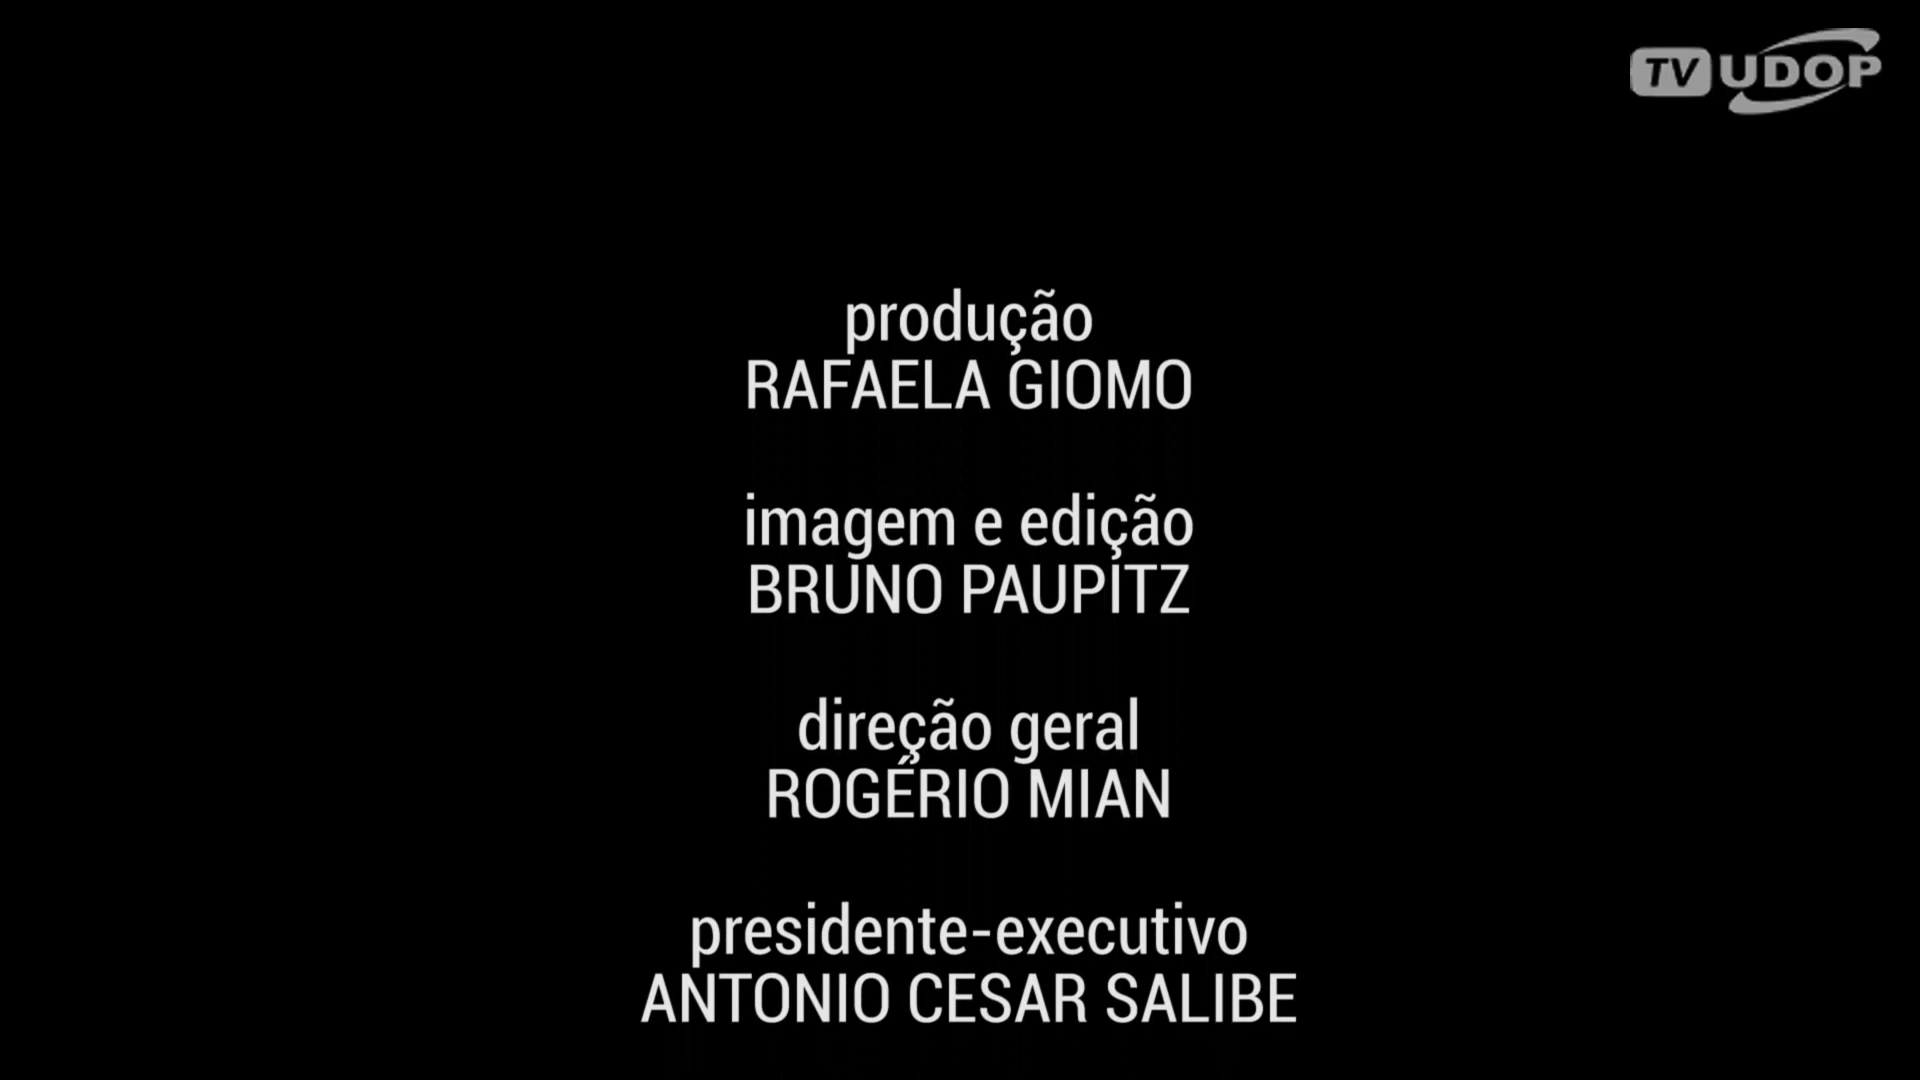 TV UDOP
produção
RAFAELA GIOMO
imagem e edição
BRUNO PAUPITZ
direção geral
ROGÉRIO MIAN
presidente-executivo
ANTONIO CESAR SALIBE